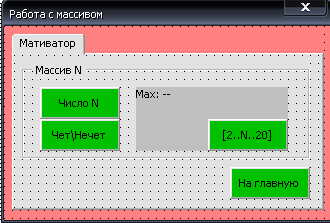 Работа с массивом
Мативатор
Массив N
Число N
Max: --
Чет\Нечет
[2..N..20]
На главную